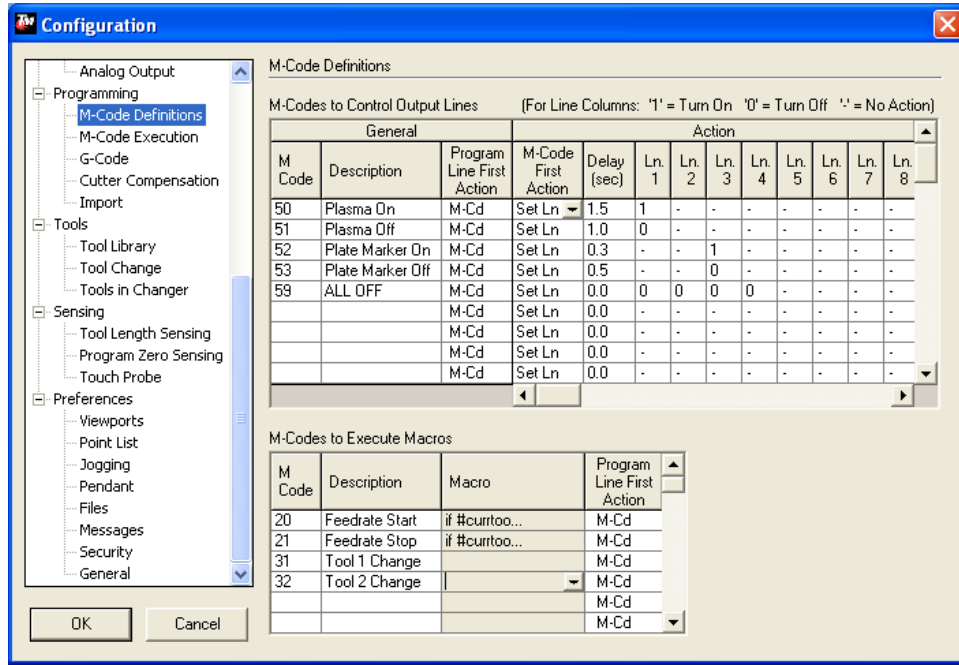 Configuration
Analog Output
Programming
M-Code Definitions
M-Code Execution
G-Code
Cutter Compensation
Import
Tools
Tool Library
Tool Change
Tools in Changer
Sensing
Tool Length Sensing
Program Zero Sensing
Touch Probe
Preferences
Viewports
Point List
Jogging
Pendant
Files
Messages
Security
General
OK Cancel
M-Code Definitions
M-Codes to Control Output Lines (For Line Columns: '1' = Turn On '0' = Turn Off '-' = No Action)
General Action
M Code Description Program Line First Action M-Code First Action Delay (sec) Ln. 1 Ln. 2 Ln. 3 Ln. 4 Ln. 5 Ln. 6 Ln. 7 Ln. 8
50 Plasma On M-Cd Set Ln 1.5 1 - - - - - - -
51 Plasma Off M-Cd Set Ln 1.0 0 - - - - - - -
52 Plate Marker On M-Cd Set Ln 0.3 - - 1 - - - - -
53 Plate Marker Off M-Cd Set Ln 0.5 - - 0 - - - - -
59 ALL OFF M-Cd Set Ln 0.0 0 0 0 0 - - - -
M-Cd Set Ln 0.0 - - - - - - - -
M-Cd Set Ln 0.0 - - - - - - - -
M-Cd Set Ln 0.0 - - - - - - - -
M-Cd Set Ln 0.0 - - - - - - - -
M-Codes to Execute Macros
M Code Description Macro Program Line First Action
20 Feedrate Start if #currtoo... M-Cd
21 Feedrate Stop if #currtoo... M-Cd
31 Tool 1 Change M-Cd
32 Tool 2 Change M-Cd
M-Cd
M-Cd